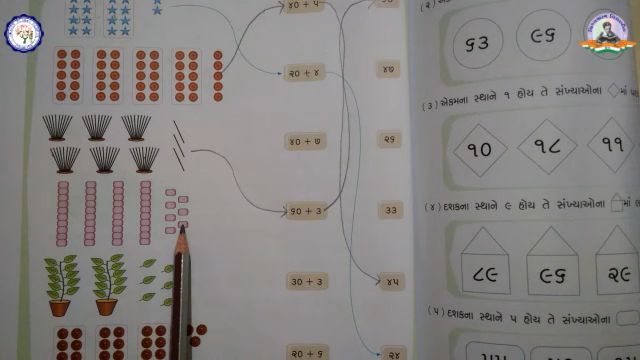 ૪૦ + ૫
૨૦ + ૪
૪૭
૪૦ + ૭
૨૬
૬૦ + ૩
૩૩
૩૦ + ૩
૪૫
૨૦ + ૬
૨૪
૬૩ ૯૬
(૩) એકમના સ્થાને ૧ હોય તે સંખ્યાઓના માં
૧૦ ૧૮ ૧૧
(૪) દશકના સ્થાને ૯ હોય તે સંખ્યાઓના માં
૮૯ ૯૬ ૨૯
(૫) દશકના સ્થાને ૫ હોય તે સંખ્યાઓના